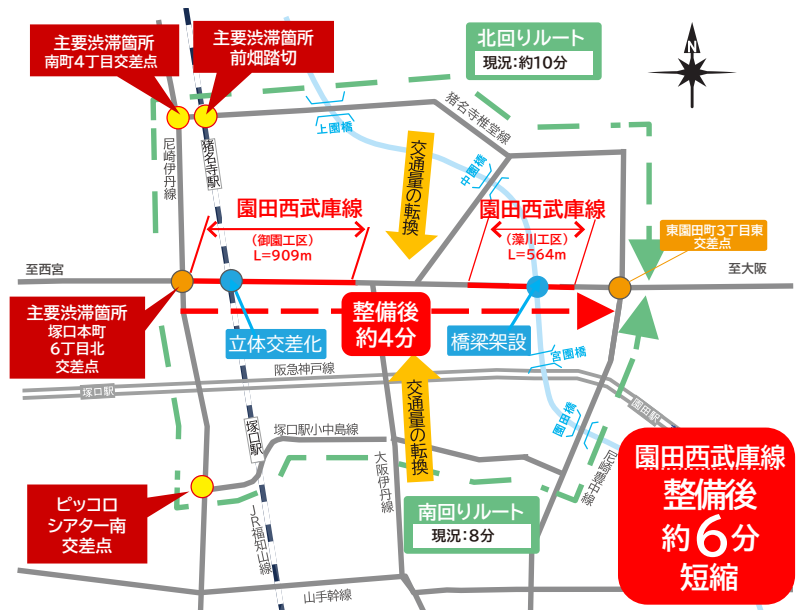 主要渋滞箇所
南町4丁目交差点
主要渋滞箇所
前畑踏切
北回りルート
現況：約10分
N
上園橋
猪名寺椎堂線
中園橋
尼崎伊丹線
猪名寺駅
交通量の転換
園田西武庫線
（御園工区）
L=909m
園田西武庫線
（藻川工区）
L=564m
東園田町3丁目東
交差点
至西宮
至大阪
主要渋滞箇所
塚口本町
6丁目北
交差点
立体交差化
整備後
約4分
橋梁架設
宮園橋
阪急神戸線
塚口駅
園田駅
園田橋
交通量の転換
塚口駅
塚口駅小中島線
大阪伊丹線
尼崎豊中線
ピッコロ
シアター南
交差点
JR福知山線
南回りルート
現況：8分
山手幹線
園田西武庫線
整備後
約6分
短縮